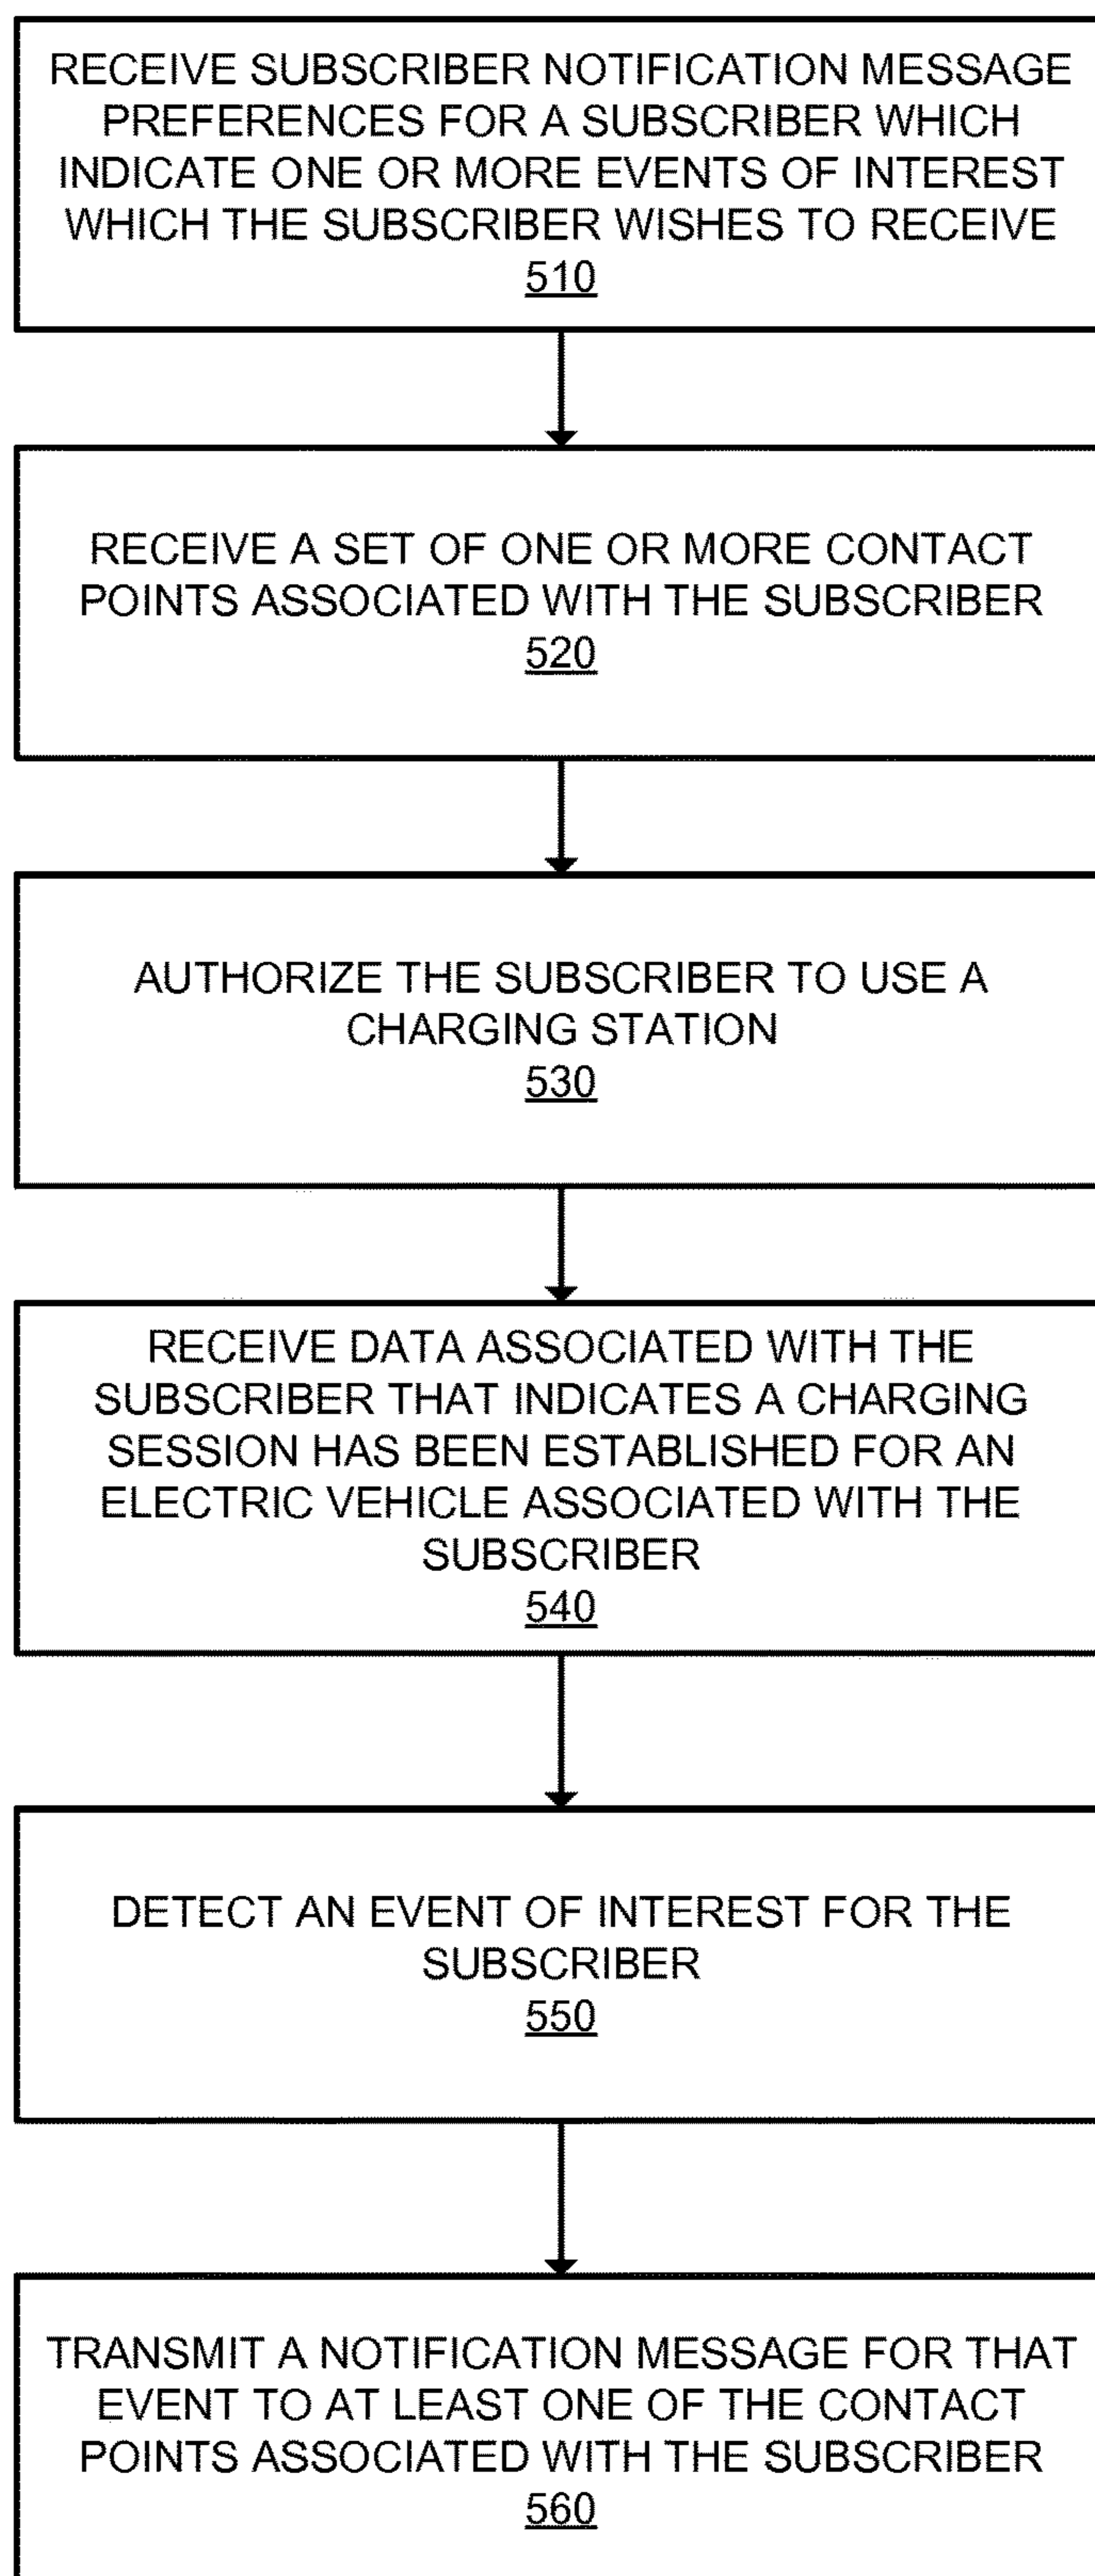 RECEIVE SUBSCRIBER NOTIFICATION MESSAGE
PREFERENCES FOR A SUBSCRIBER WHICH
INDICATE ONE OR MORE EVENTS OF INTEREST
WHICH THE SUBSCRIBER WISHES TO RECEIVE
510
RECEIVE A SET OF ONE OR MORE CONTACT
POINTS ASSOCIATED WITH THE SUBSCRIBER
520
AUTHORIZE THE SUBSCRIBER TO USE A
CHARGING STATION
530
RECEIVE DATA ASSOCIATED WITH THE
SUBSCRIBER THAT INDICATES A CHARGING
SESSION HAS BEEN ESTABLISHED FOR AN
ELECTRIC VEHICLE ASSOCIATED WITH THE
SUBSCRIBER
540
DETECT AN EVENT OF INTEREST FOR THE
SUBSCRIBER
550
TRANSMIT A NOTIFICATION MESSAGE FOR THAT
EVENT TO AT LEAST ONE OF THE CONTACT
POINTS ASSOCIATED WITH THE SUBSCRIBER
560